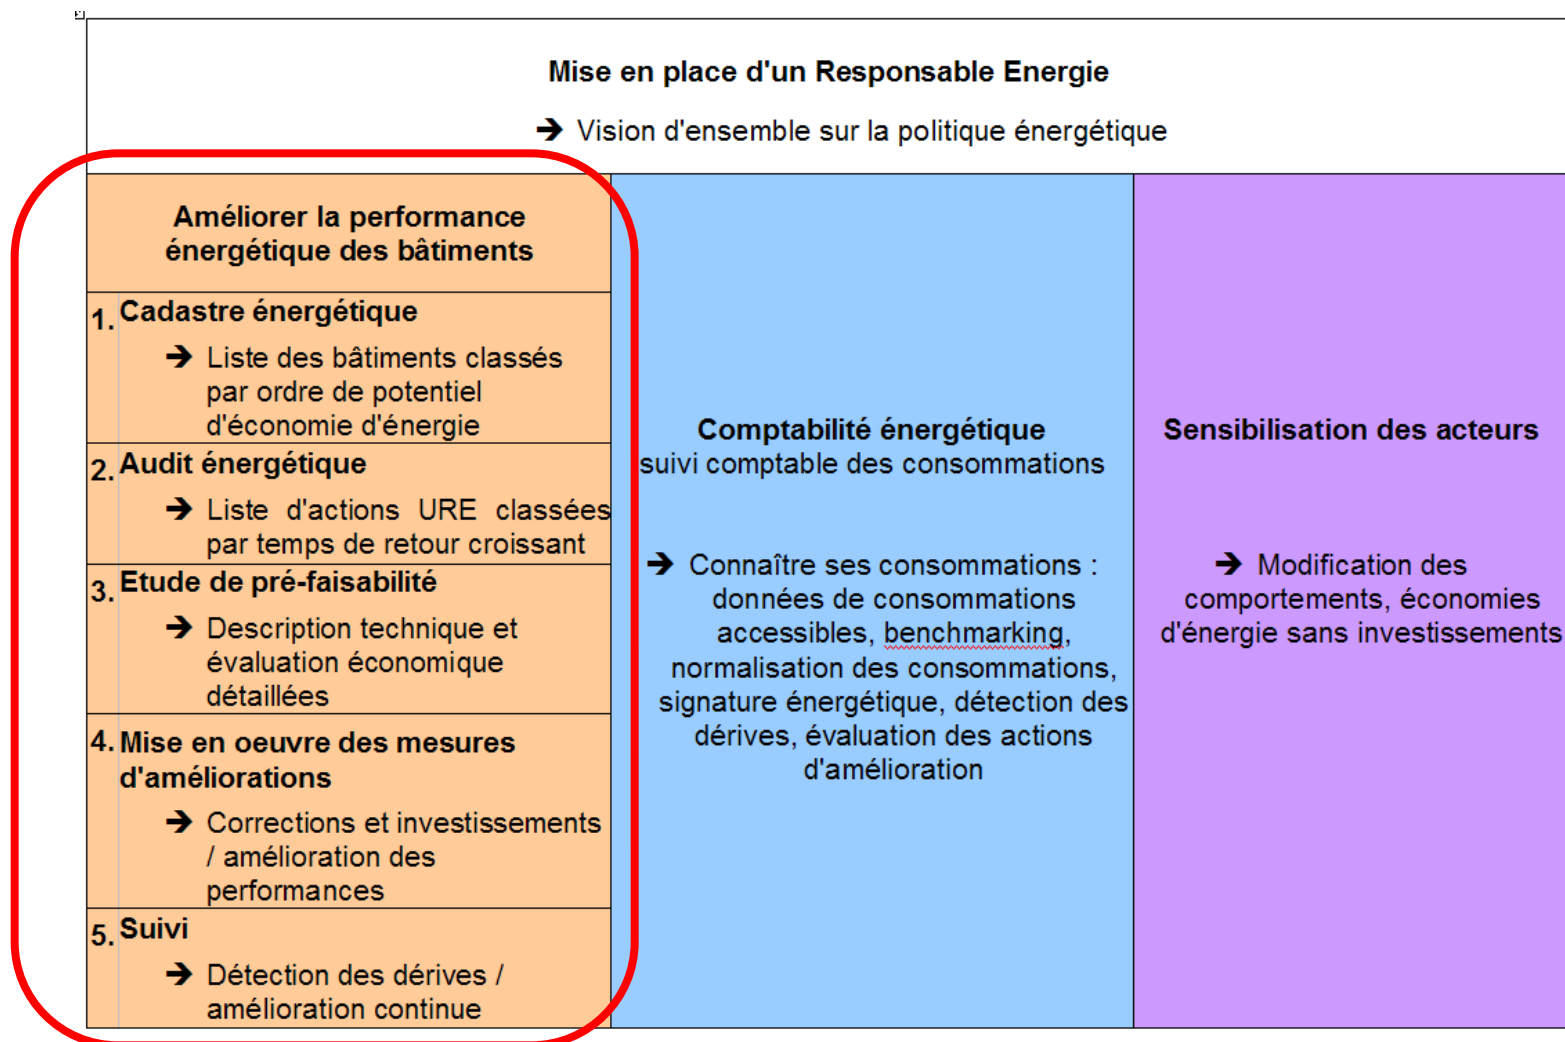 Mise en place d'un Responsable Energie
➔ Vision d'ensemble sur la politique énergétique
Améliorer la performance
énergétique des bâtiments
1. Cadastre énergétique
➔ Liste des bâtiments classés
par ordre de potentiel
d'économie d'énergie
2. Audit énergétique
➔ Liste d'actions URE classées
par temps de retour croissant
3. Etude de pré-faisabilité
➔ Description technique et
évaluation économique
détaillées
4. Mise en oeuvre des mesures
d'améliorations
➔ Corrections et investissements
/ amélioration des
performances
5. Suivi
➔ Détection des dérives /
amélioration continue
Comptabilité énergétique
suivi comptable des consommations
➔ Connaître ses consommations :
données de consommations
accessibles, benchmarking,
normalisation des consommations,
signature énergétique, détection des
dérives, évaluation des actions
d'amélioration
Sensibilisation des acteurs
➔ Modification des
comportements, économies
d'énergie sans investissements